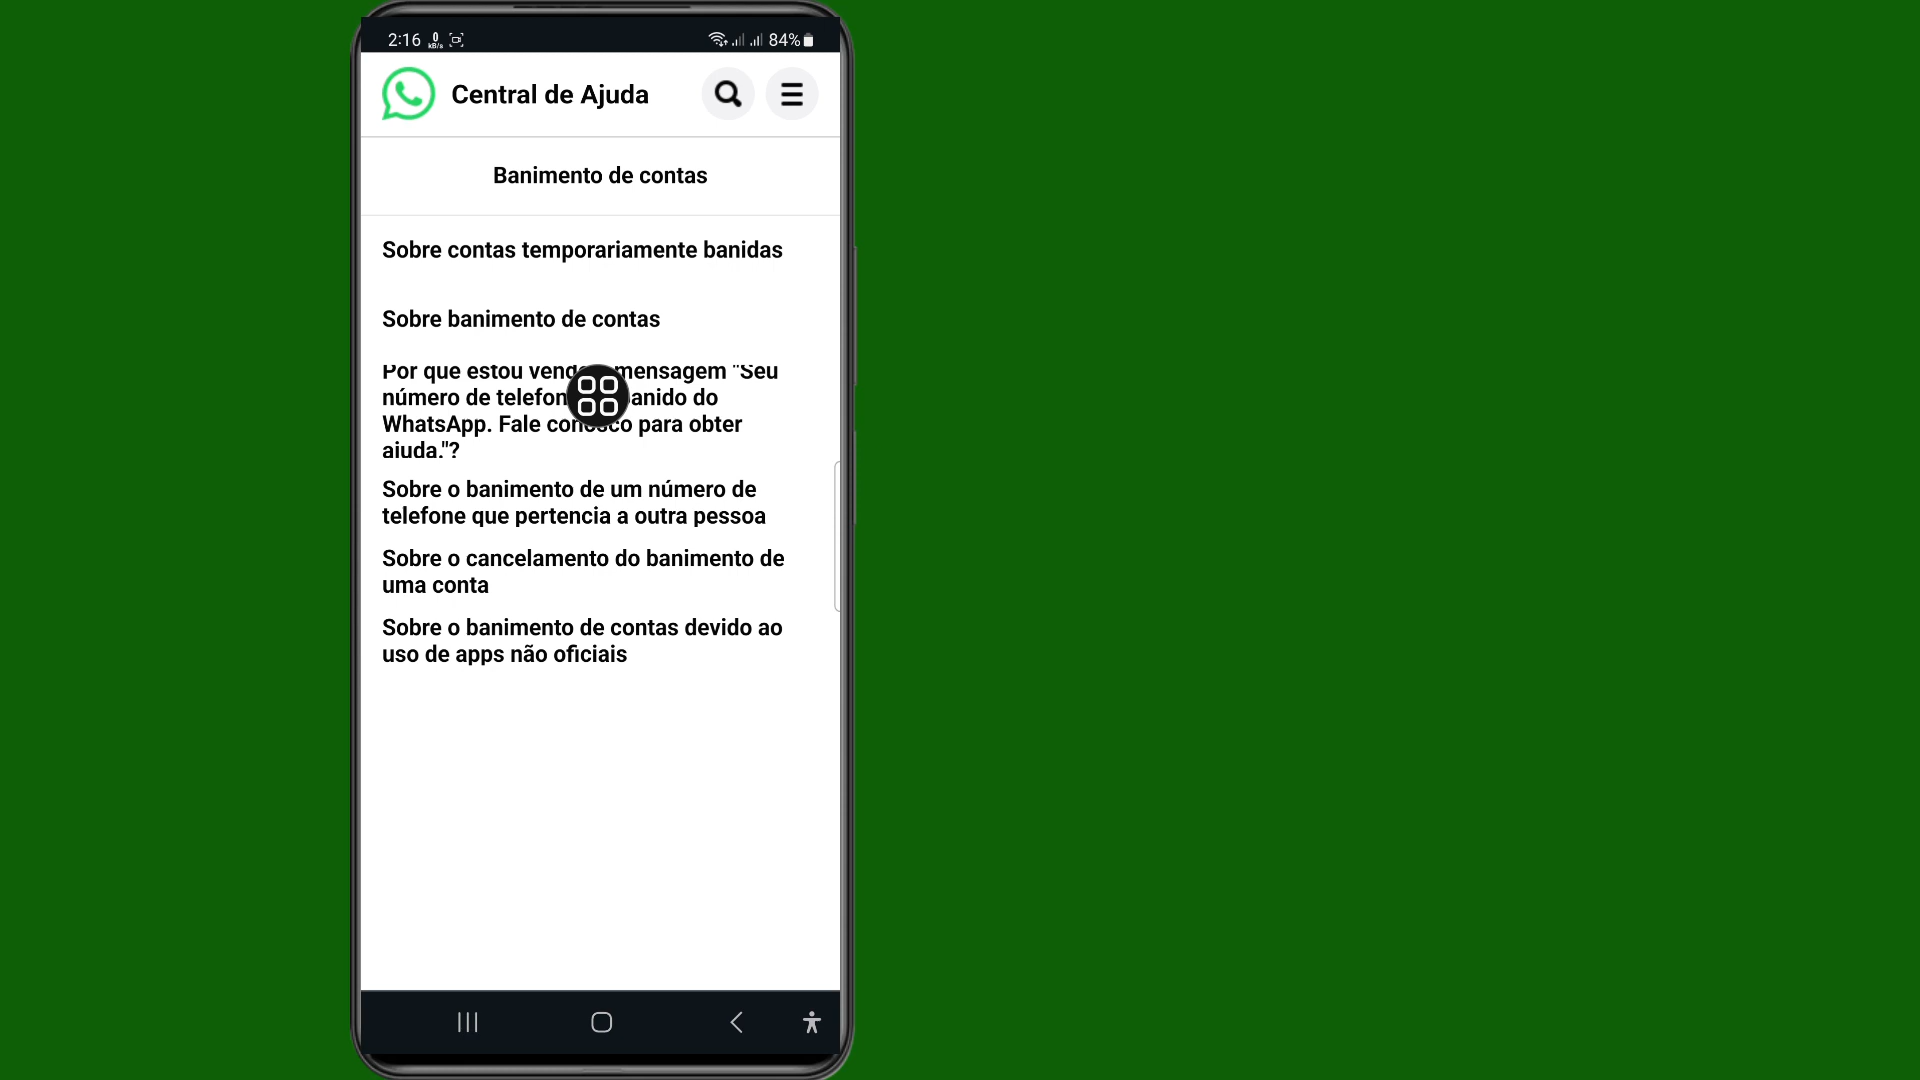 2:16 0 kB/s 84%
Central de Ajuda
Banimento de contas
Sobre contas temporariamente banidas
Sobre banimento de contas
Por que estou vend mensagem "Seu
número de telefon anido do
WhatsApp. Fale conosco para obter
ajuda."?
Sobre o banimento de um número de
telefone que pertencia a outra pessoa
Sobre o cancelamento do banimento de
uma conta
Sobre o banimento de contas devido ao
uso de apps não oficiais